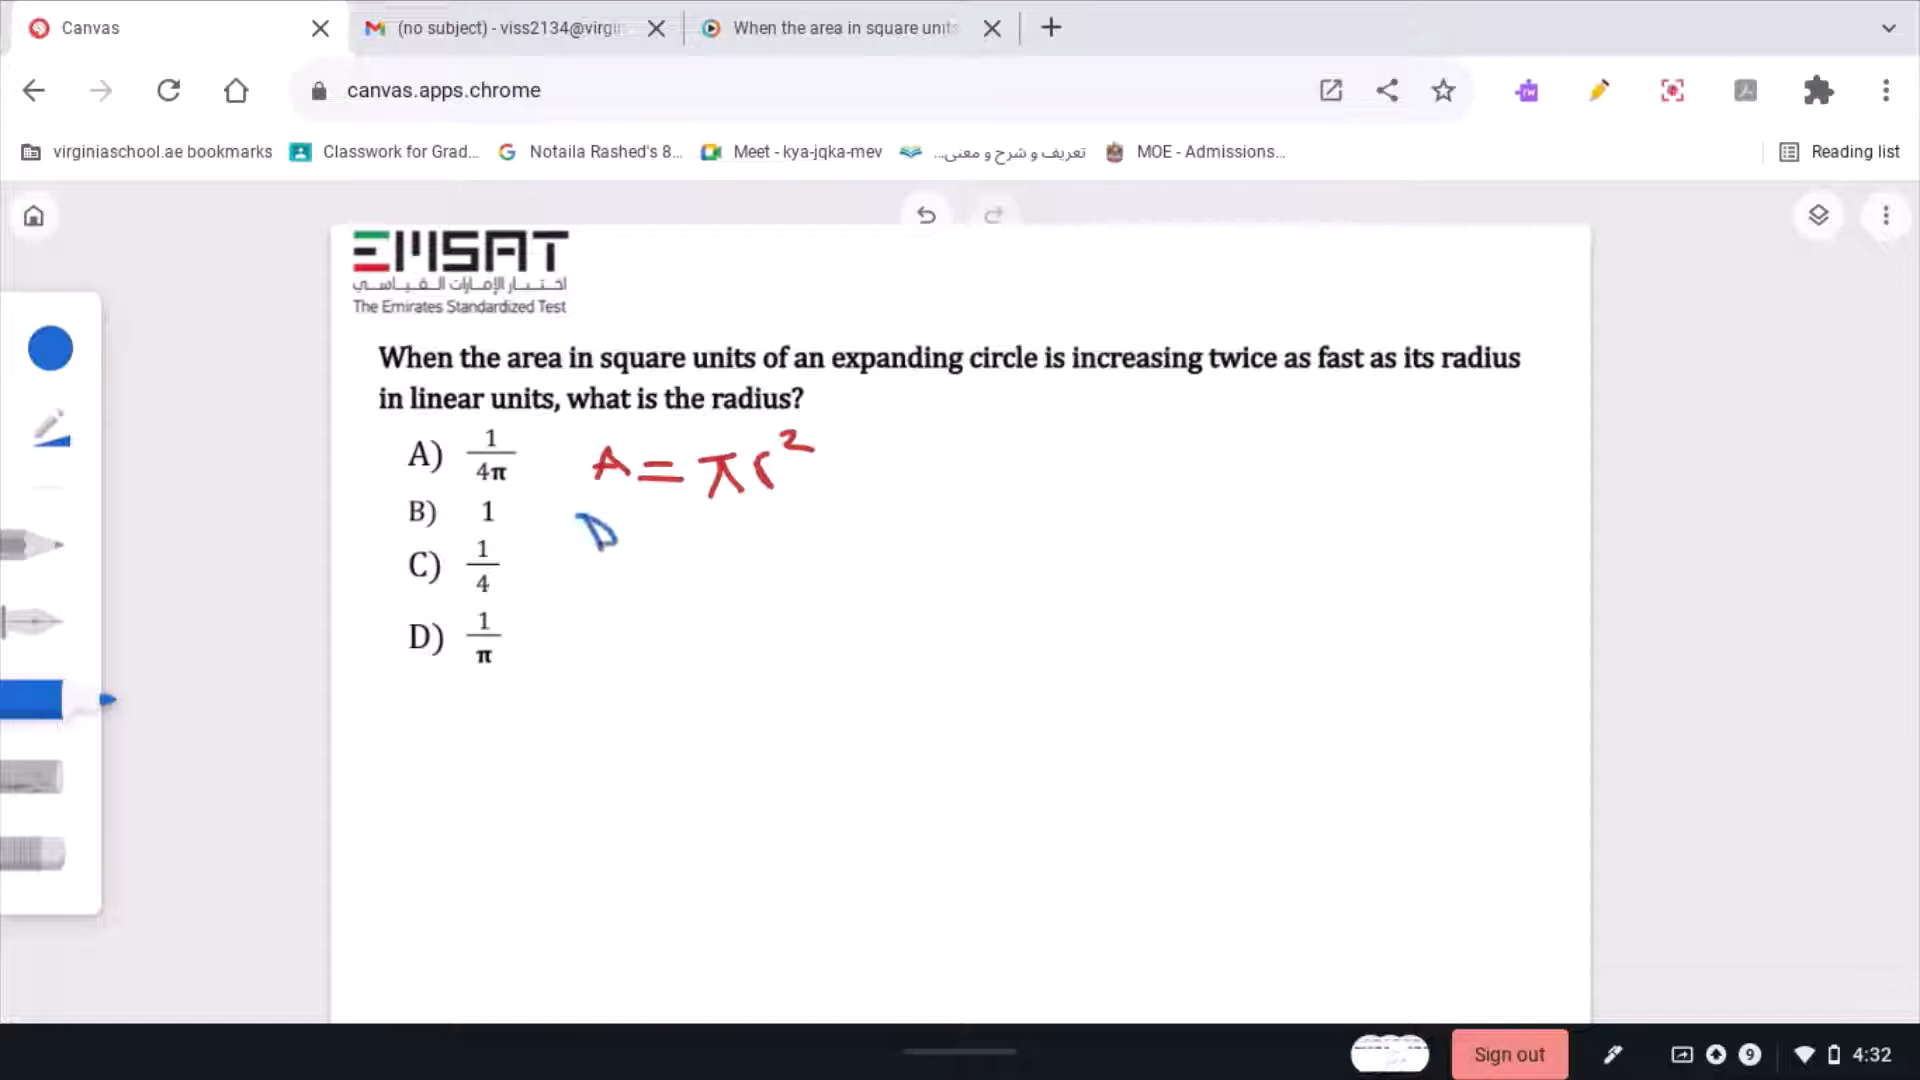 Canvas
(no subject) - viss2134@virgin
When the area in square units
canvas.apps.chrome
virginiaschool.ae bookmarks
Classwork for Grad...
Notaila Rashed's 8...
Meet - kya-jqka-mev
تعريف و شرح و معنى...
MOE - Admissions...
Reading list
EMSAT
اختبار الإمارات القياسي
The Emirates Standardized Test
When the area in square units of an expanding circle is increasing twice as fast as its radius
in linear units, what is the radius?
A) 1/4π
B) 1
C) 1/4
D) 1/π
A = πr²
Sign out
9
4:32